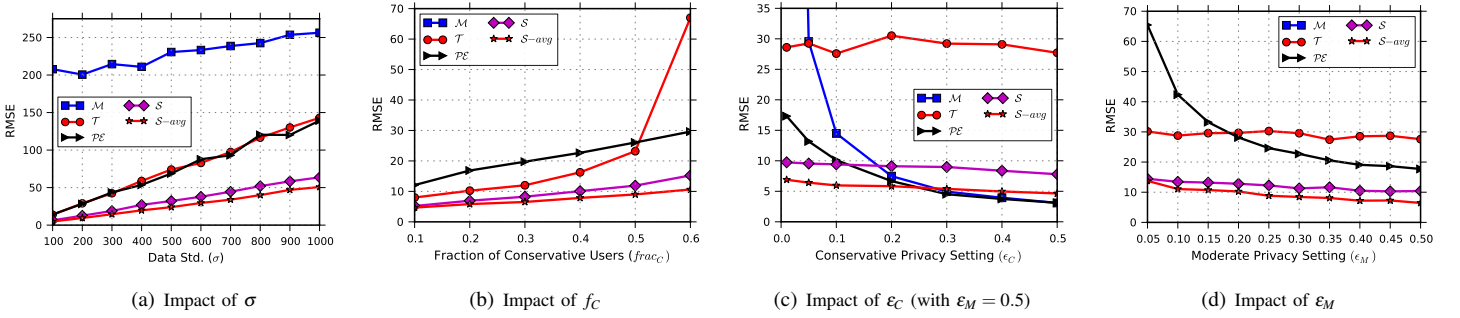 RMSE
250
200
150
100
50
0
100 200 300 400 500 600 700 800 900 1000
Data Std. (σ)
M S
T S−avg
PE
(a) Impact of σ
RMSE
70
60
50
40
30
20
10
0
0.1 0.2 0.3 0.4 0.5 0.6
Fraction of Conservative Users (frac_C)
M S
T S−avg
PE
(b) Impact of f_C
RMSE
35
30
25
20
15
10
5
0
0.0 0.1 0.2 0.3 0.4 0.5
Conservative Privacy Setting (ϵ_C)
M S
T S−avg
PE
(c) Impact of ε_C (with ε_M = 0.5)
RMSE
70
60
50
40
30
20
10
0
0.05 0.10 0.15 0.20 0.25 0.30 0.35 0.40 0.45 0.50
Moderate Privacy Setting (ϵ_M)
M S
T S−avg
PE
(d) Impact of ε_M